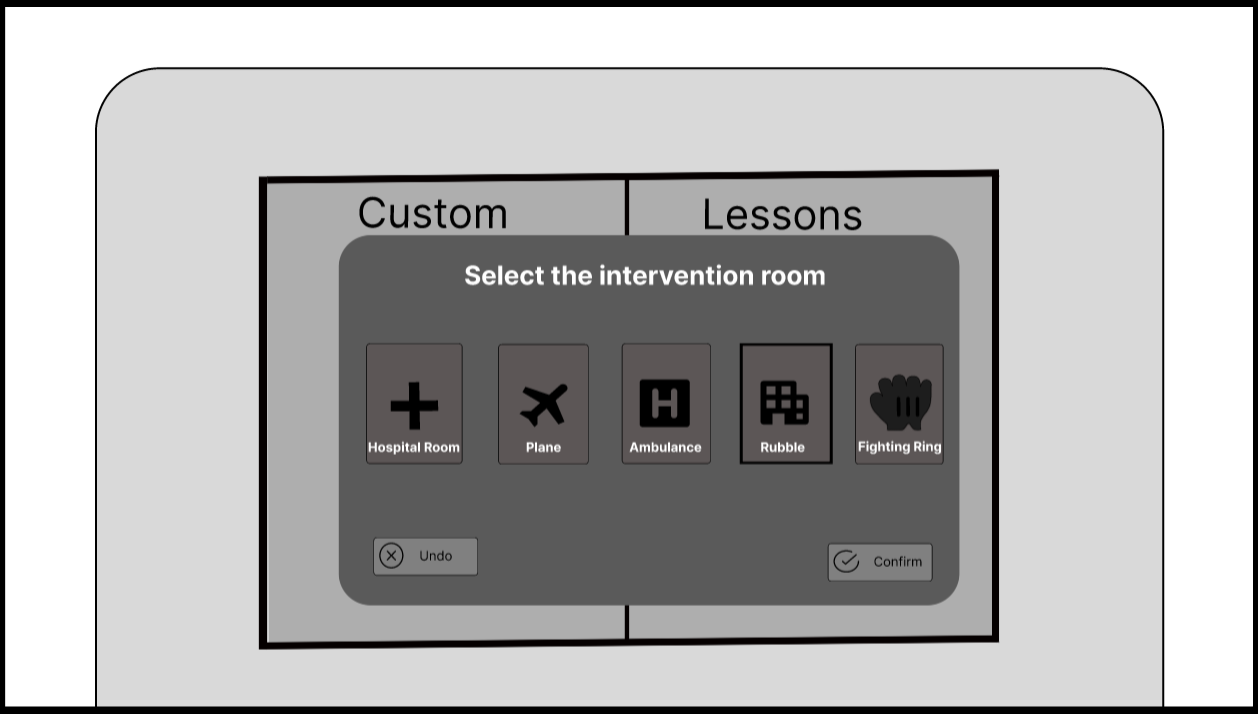 Custom
Lessons
Select the intervention room
Hospital Room
Plane
H
Ambulance
Rubble
Fighting Ring
Undo
Confirm